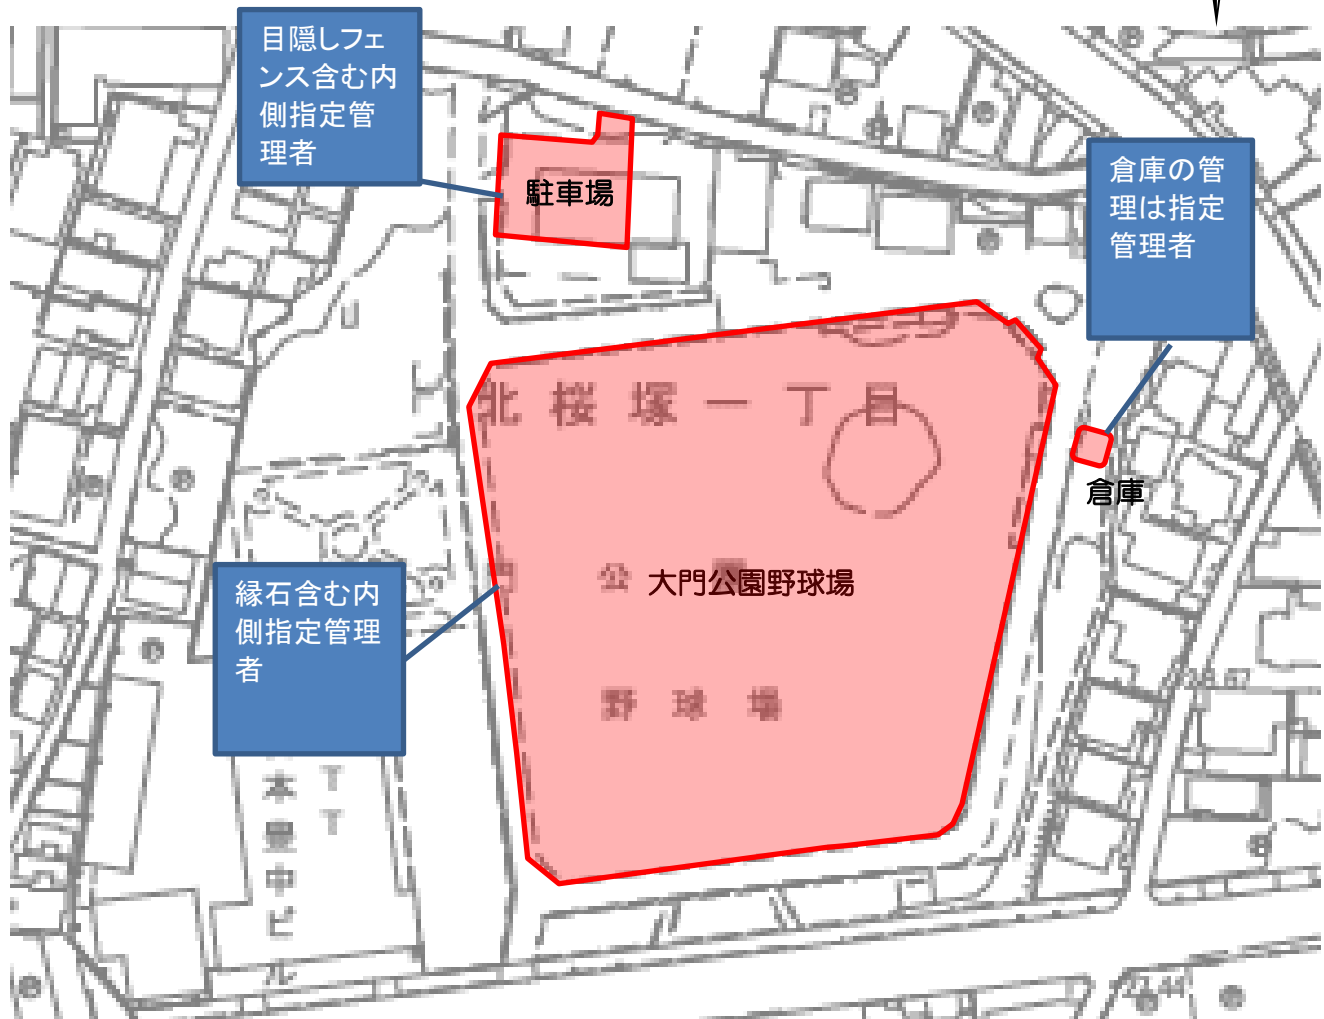 目隠しフェ
ンス含む内
側指定管
理者
倉庫の管
理は指定
管理者
駐車場
北桜塚一丁目
倉庫
公
大門公園野球場
縁石含む内
側指定管理
者
野球場
本豊中ビル
TT